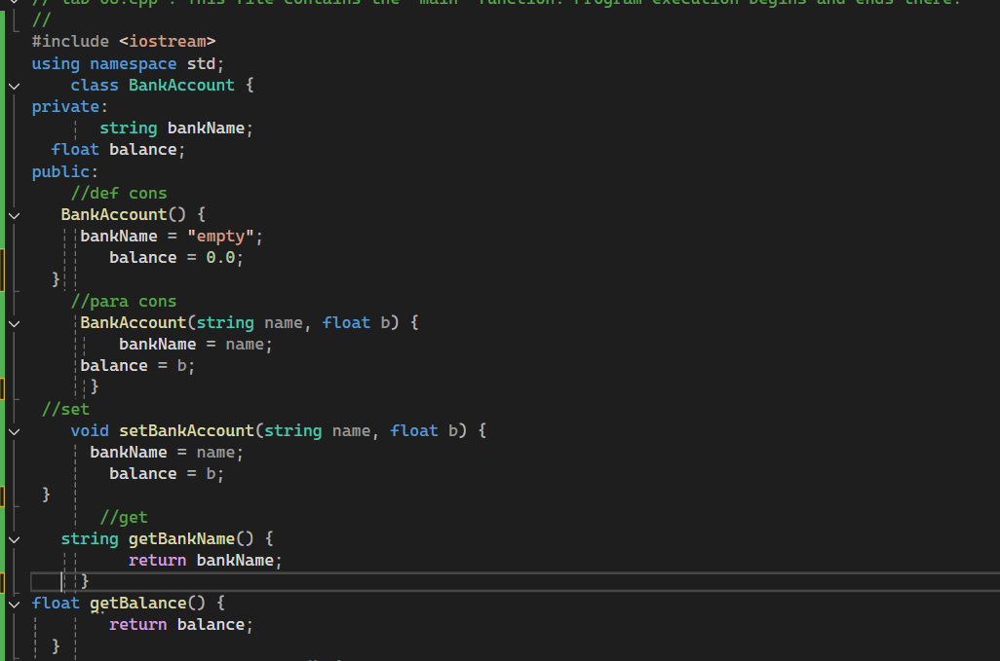 // lab 08.cpp : This file contains the 'main' function. Program execution begins and ends there.
//
#include <iostream>
using namespace std;
class BankAccount {
private:
string bankName;
float balance;
public:
//def cons
BankAccount() {
bankName = "empty";
balance = 0.0;
}
//para cons
BankAccount(string name, float b) {
bankName = name;
balance = b;
}
//set
void setBankAccount(string name, float b) {
bankName = name;
balance = b;
}
//get
string getBankName() {
return bankName;
}
float getBalance() {
return balance;
}